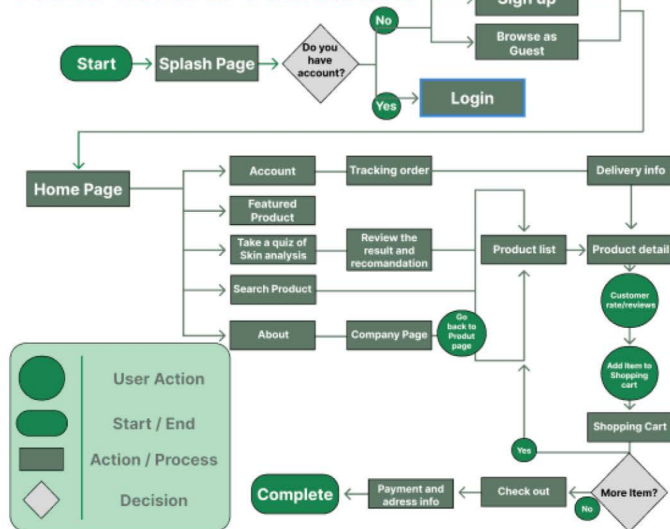 No
Sign up
Browse as
Guest
Start
Splash Page
Do you
have
account?
Yes
Login
Home Page
Account
Tracking order
Delivery info
Featured
Product
Take a quiz of
Skin analysis
Review the
result and
recomandation
Product list
Product detail
Search Product
Customer
rate/reviews
About
Company Page
Go
back to
Produt
page
Add Item to
Shopping
cart
Shopping Cart
Yes
More Item?
No
Check out
Payment and
adress info
Complete
User Action
Start / End
Action / Process
Decision